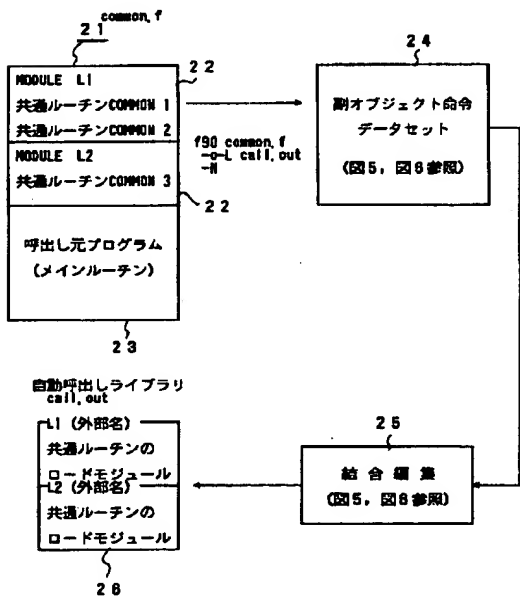 common.f
21
22
MODULE L1
共通ルーチンCOMMON 1
共通ルーチンCOMMON 2
MODULE L2
共通ルーチンCOMMON 3
22
呼出し元プログラム
(メインルーチン)
23
f90 common.f
-o-L call.out
-M
24
副オブジェクト命令
データセット
(図5,図6参照)
25
結合編集
(図5,図6参照)
自動呼出しライブラリ
call.out
L1(外部名)
共通ルーチンの
ロードモジュール
L2(外部名)
共通ルーチンの
ロードモジュール
26